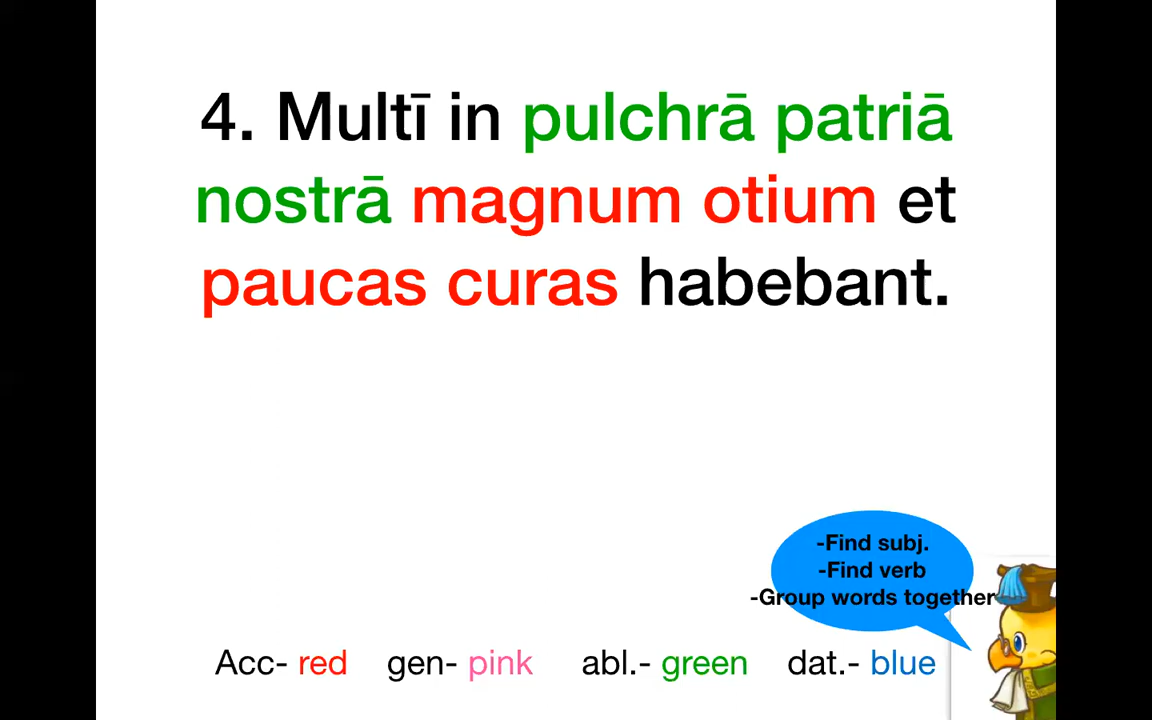 4. Multī in pulchrā patriā
nostrā magnum otium et
paucas curas habebant.
-Find subj.
-Find verb
-Group words together
Acc- red gen- pink abl.- green dat.- blue